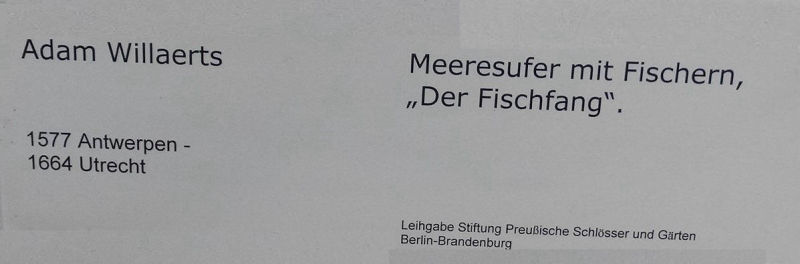 Adam Willaerts
1577 Antwerpen -
1664 Utrecht
Meeresufer mit Fischern,
„Der Fischfang“.
Leihgabe Stiftung Preußische Schlösser und Gärten
Berlin-Brandenburg